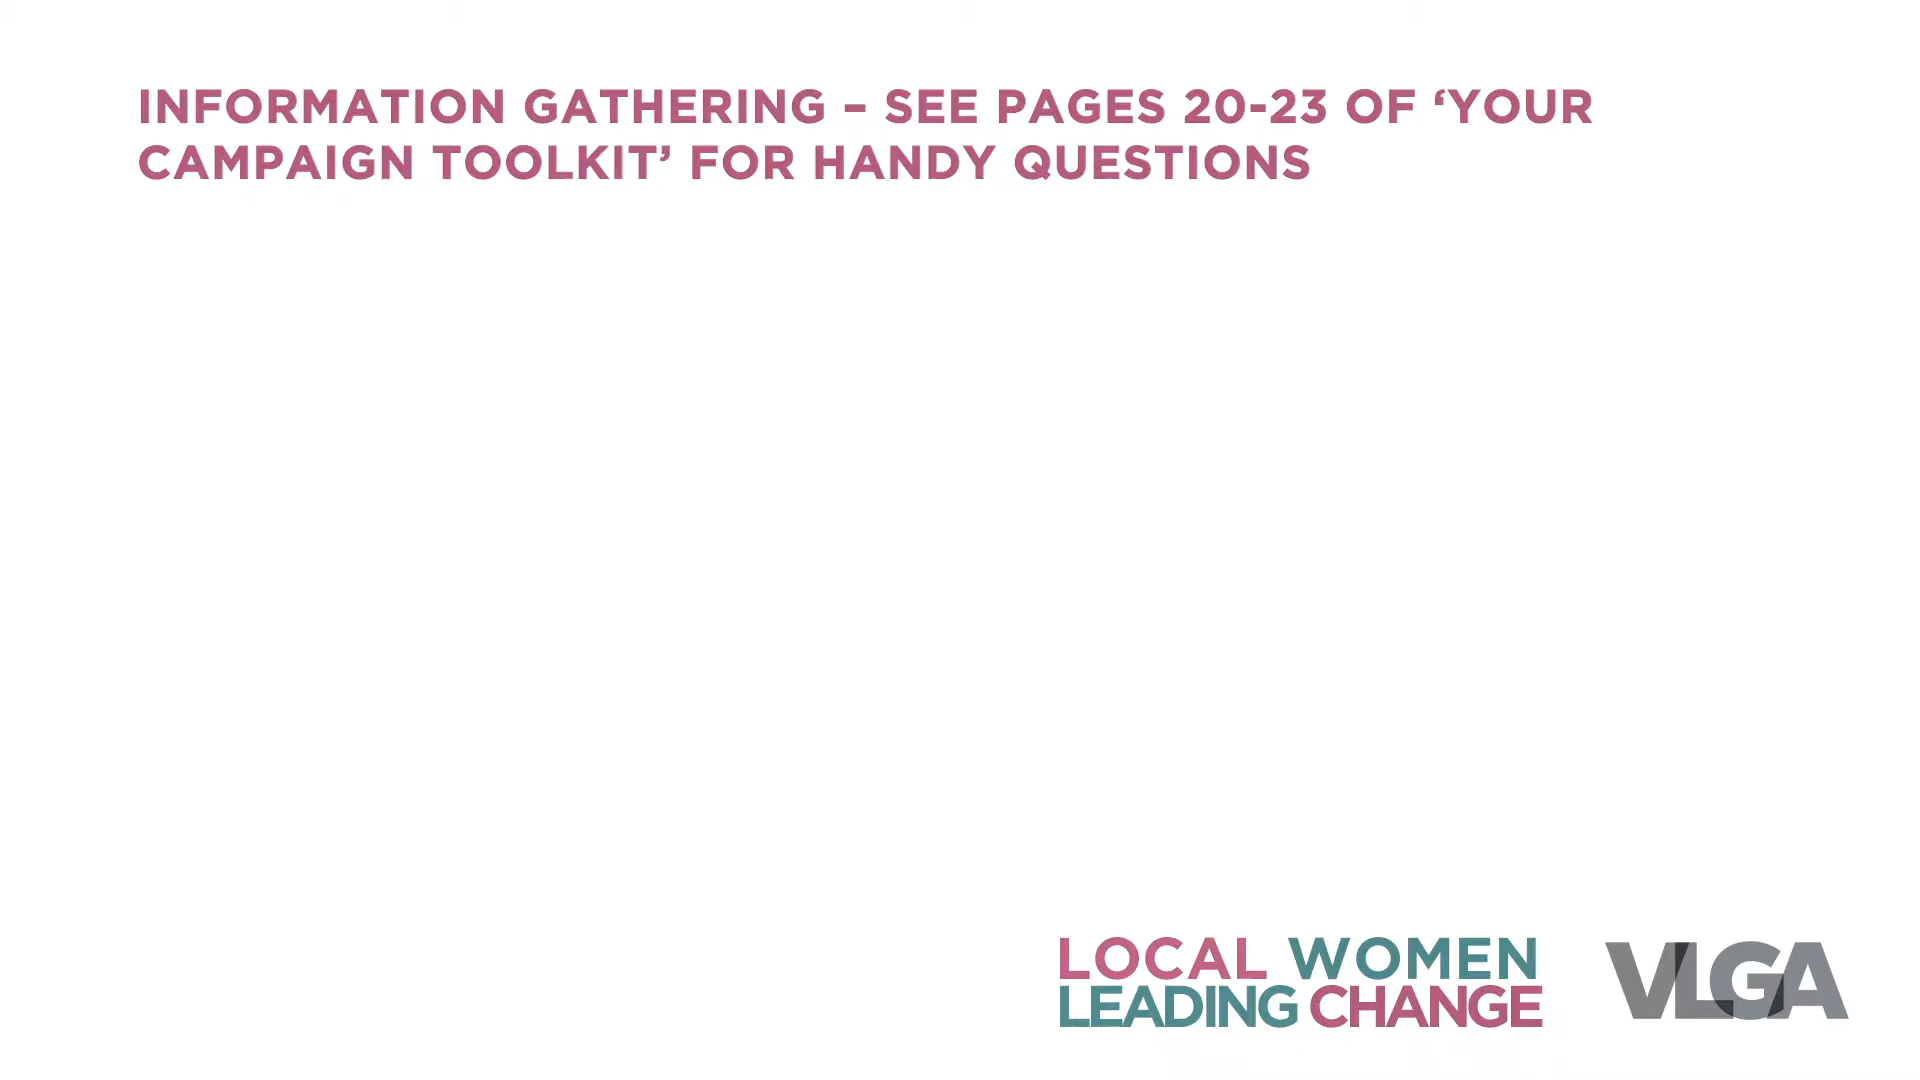 INFORMATION GATHERING – SEE PAGES 20-23 OF ‘YOUR
CAMPAIGN TOOLKIT’ FOR HANDY QUESTIONS
LOCAL WOMEN
LEADING CHANGE
VLGA